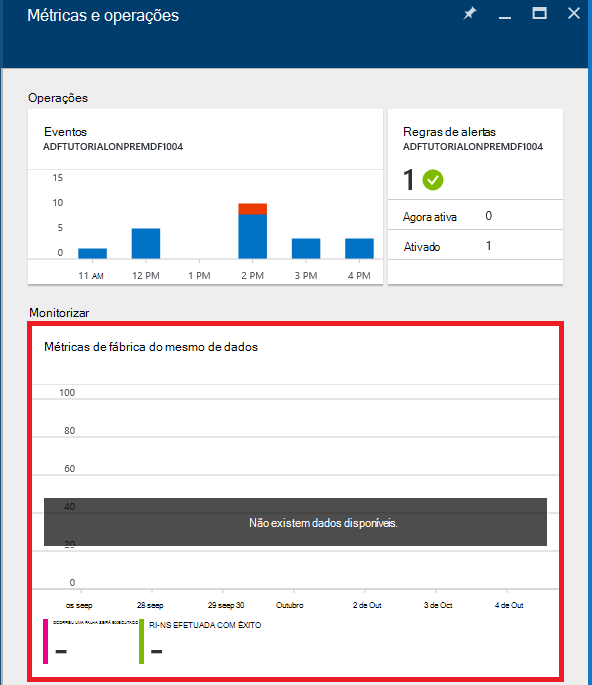 Métricas e operações
Operações
Eventos
ADFTUTORIALONPREMDF1004
15
10
5
0
11 AM 12 PM 1 PM 2 PM 3 PM 4 PM
Regras de alertas
ADFTUTORIALONPREMDF1004
1
Agora ativa 0
Ativado 1
Monitorizar
Métricas de fábrica do mesmo de dados
100
80
60
40
Não existem dados disponíveis.
20
0
os seep 28 seep 29 seep 30 Outubro 2 de Out 3 de Oct 4 de Out
OCORREU UMA FALHA SERÁ EXECUTADO
RI-NS EFETUADA COM ÊXITO
-- --